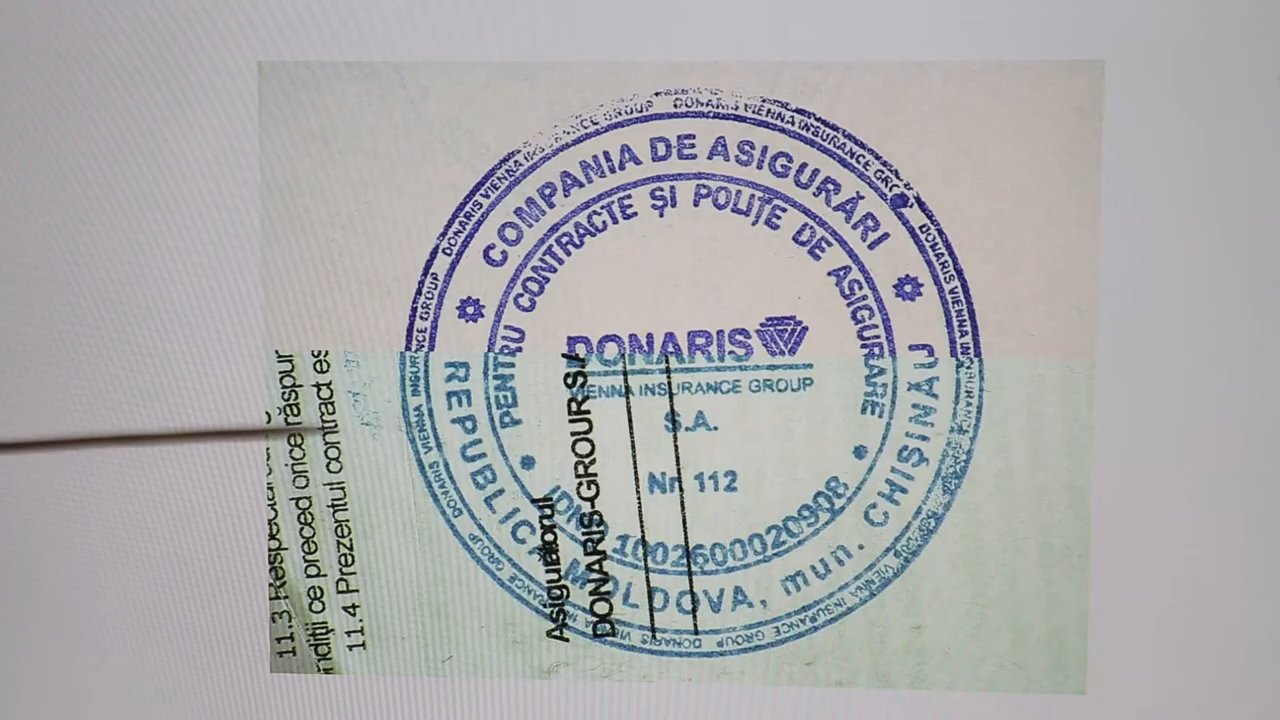 DONARIS VIENNA INSURANCE GROUP
COMPANIA DE ASIGURĂRI
PENTRU CONTRACTE ȘI POLIȚE DE ASIGURARE
DONARIS
VIENNA INSURANCE GROUP
S.A.
Nr. 112
IDNO 1002600020908
REPUBLICA MOLDOVA, mun. CHIȘINĂU
11.3
ndiții ce preced orice răspur
11.4 Prezentul contract es
Asigurătorul
DONARIS-GROUP S.A